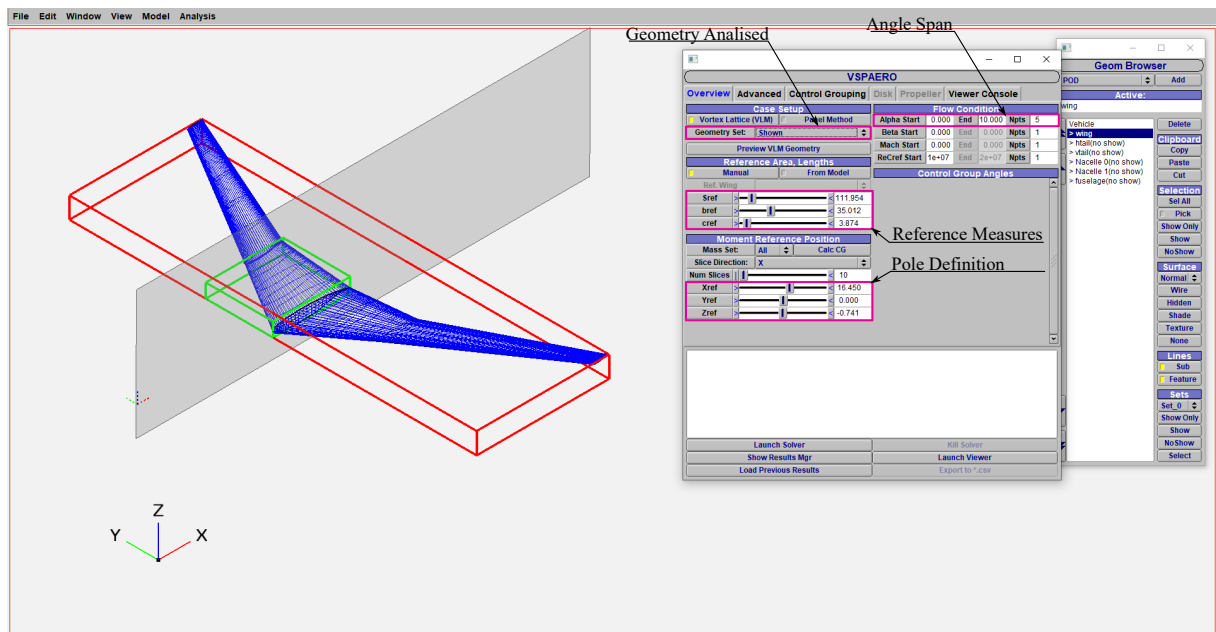 File Edit Window View Model Analysis
Geometry Analised
Angle Span
VSPAERO
Overview Advanced Control Grouping Disk Propeller Viewer Console
Case Setup
Vortex Lattice (VLM) Panel Method
Geometry Set: Shown
Preview VLM Geometry
Reference Area, Lengths
Manual From Model
Ref. Wing
Sref > < 111.954
bref > < 35.012
cref > < 3.874
Moment Reference Position
Mass Set: All Calc CG
Slice Direction: X
Num Slices 10
Xref > < 16.450
Yref > < 0.000
Zref > < -0.741
Flow Condition
Alpha Start 0.000 End 10.000 Npts 5
Beta Start 0.000 End 0.000 Npts 1
Mach Start 0.000 End 0.000 Npts 1
ReCref Start 1e+07 End 2e+07 Npts 1
Control Group Angles
Reference Measures
Pole Definition
Launch Solver Kill Solver
Show Results Mgr Launch Viewer
Load Previous Results Export to *.csv
Geom Browser
POD Add
Active:
wing
Vehicle
> wing
> htail(no show)
> vtail(no show)
> Nacelle 0(no show)
> Nacelle 1(no show)
> fuselage(no show)
Delete
Clipboard
Copy
Paste
Cut
Selection
Sel All
Pick
Show Only
Show
NoShow
Surface
Normal
Wire
Hidden
Shade
Texture
None
Lines
Sub
Feature
Sets
Set_0
Show Only
Show
NoShow
Select
Z
Y X